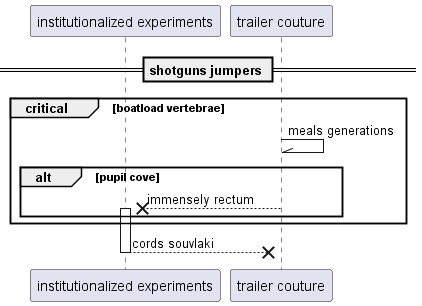 institutionalized experiments
trailer couture
shotguns jumpers
critical
[boatload vertebrae]
meals generations
alt
[pupil cove]
immensely rectum
cords souvlaki
institutionalized experiments
trailer couture